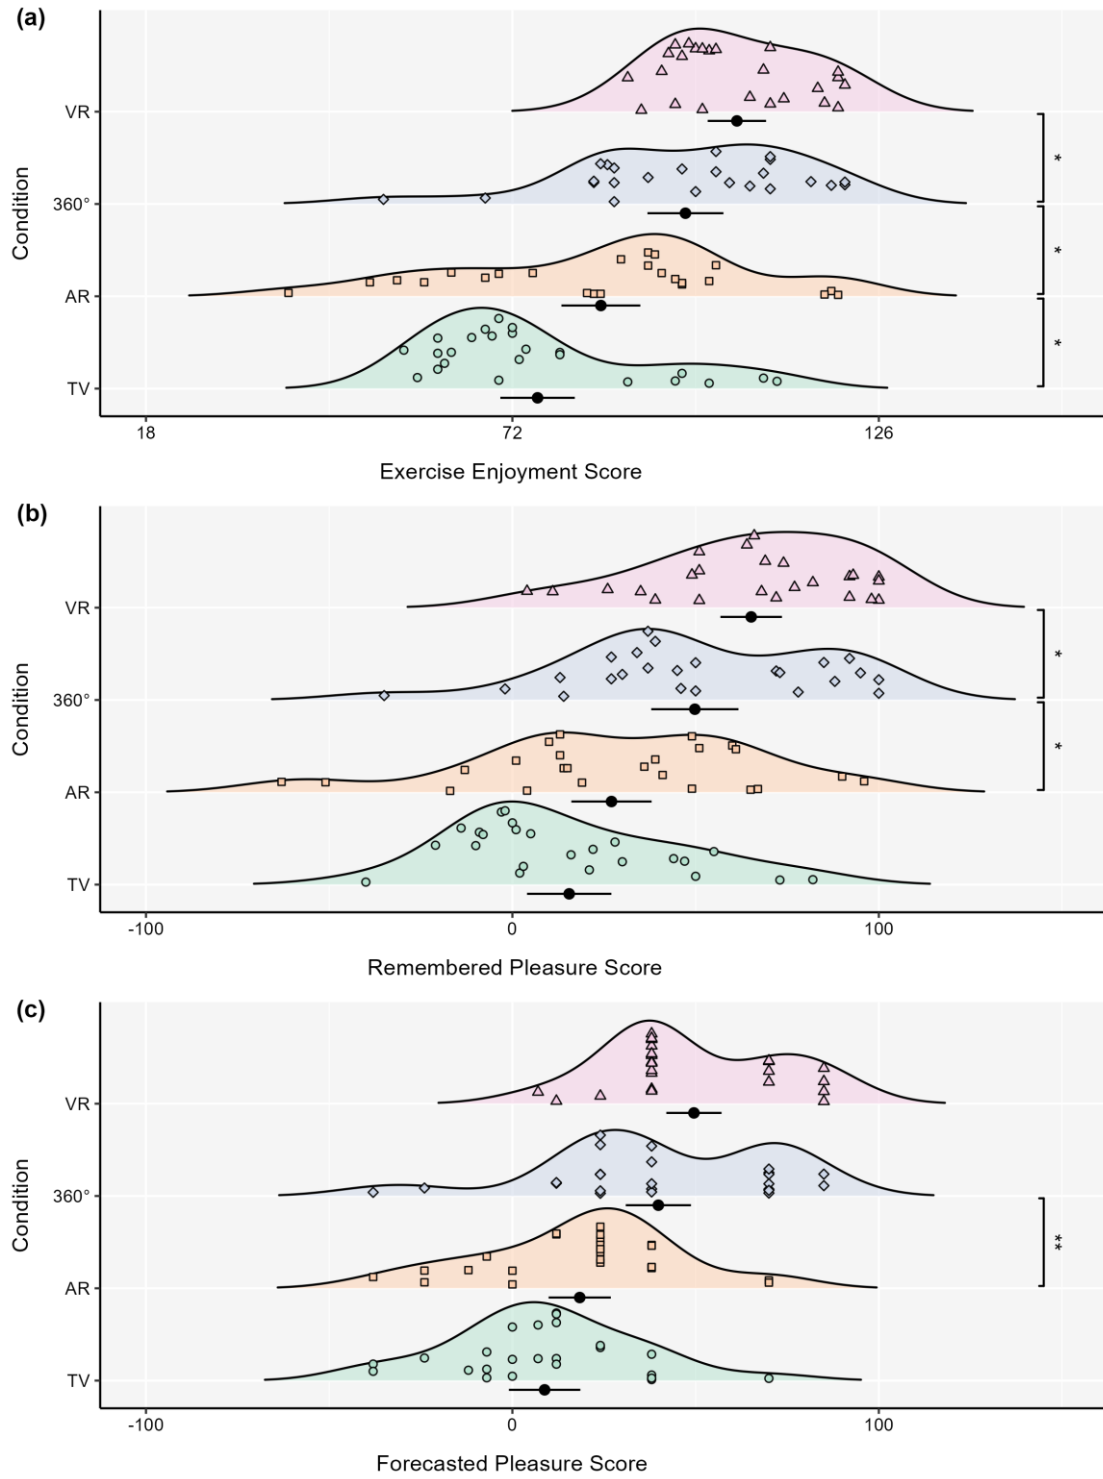 (a)
Condition
VR
*
360°
*
AR
*
TV
18 72 126
Exercise Enjoyment Score
(b)
Condition
VR
*
360°
*
AR
TV
-100 0 100
Remembered Pleasure Score
(c)
Condition
VR
360°
**
AR
TV
-100 0 100
Forecasted Pleasure Score